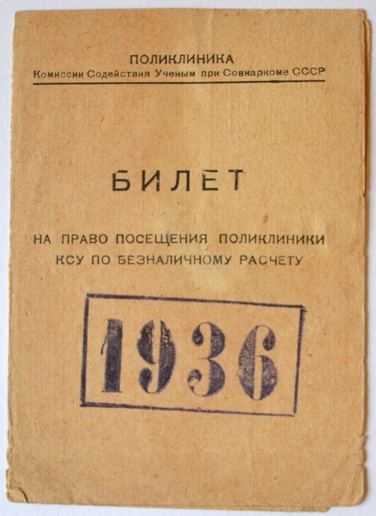 ПОЛИКЛИНИКА
Комиссии Содействия Ученым при Совнаркоме СССР
БИЛЕТ
НА ПРАВО ПОСЕЩЕНИЯ ПОЛИКЛИНИКИ
КСУ ПО БЕЗНАЛИЧНОМУ РАСЧЕТУ
1936